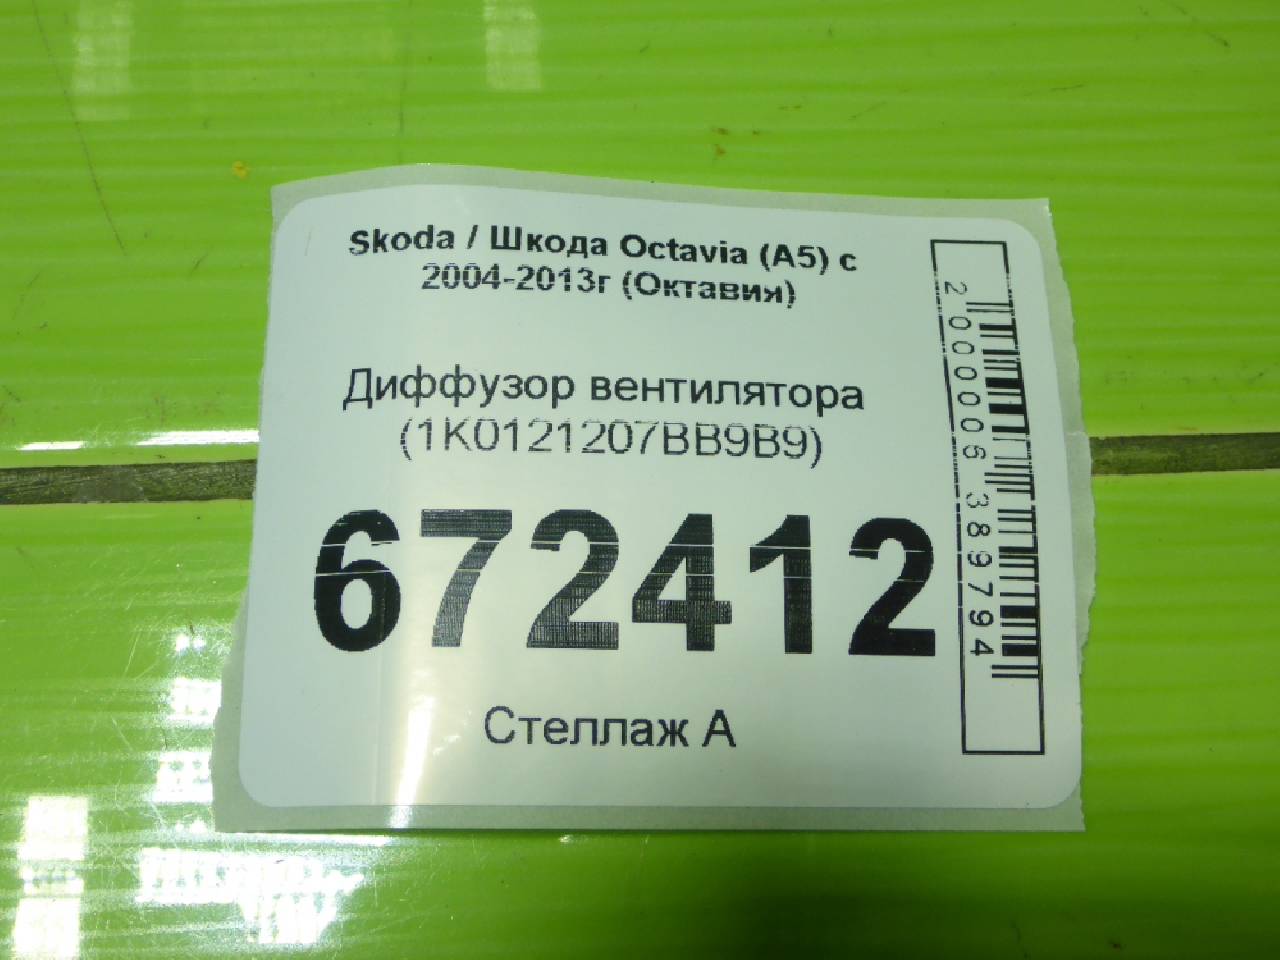 Skoda / Шкода Octavia (A5) с
2004-2013г (Октавия)
Диффузор вентилятора
(1K0121207BB9B9)
672412
Стеллаж А
2000006389794